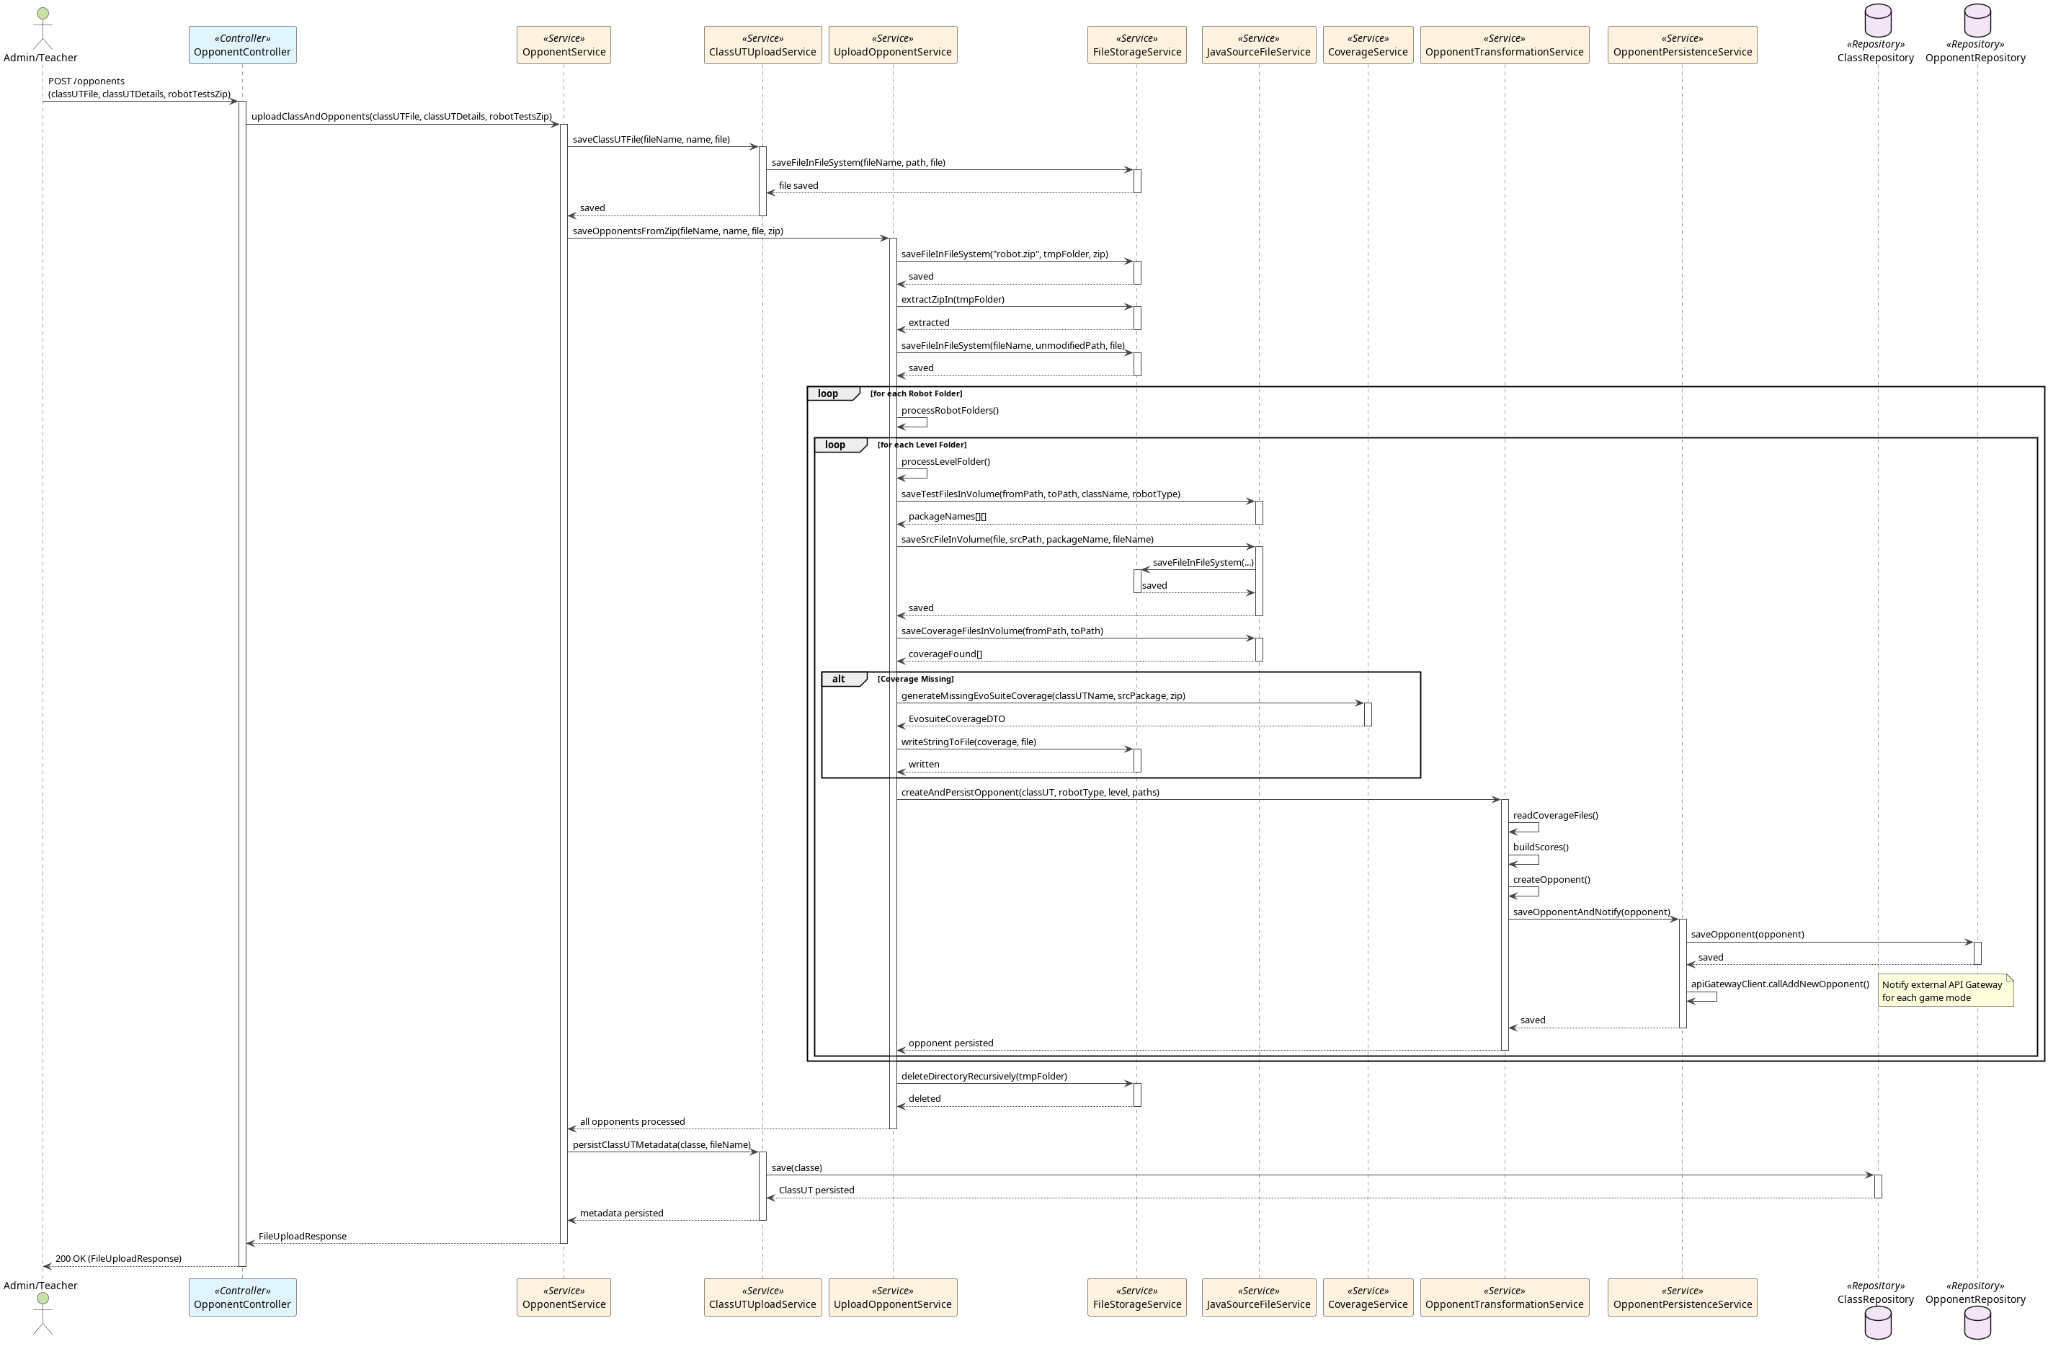 «Controller»
«Service»
«Service»
«Service»
«Service»
«Service»
«Service»
«Service»
«Service»
«Repository»
«Repository»
Admin/Teacher
OpponentController
OpponentService
ClassUTUploadService
UploadOpponentService
FileStorageService
JavaSourceFileService
CoverageService
OpponentTransformationService
OpponentPersistenceService
ClassRepository
OpponentRepository
POST /opponents
(classUTFile, classUTDetails, robotTestsZip)
uploadClassAndOpponents(classUTFile, classUTDetails, robotTestsZip)
saveClassUTFile(fileName, name, file)
saveFileInFileSystem(fileName, path, file)
file saved
saved
saveOpponentsFromZip(fileName, name, file, zip)
saveFileInFileSystem("robot.zip", tmpFolder, zip)
saved
extractZipIn(tmpFolder)
extracted
saveFileInFileSystem(fileName, unmodifiedPath, file)
saved
loop [for each Robot Folder]
processRobotFolders()
loop [for each Level Folder]
processLevelFolder()
saveTestFilesInVolume(fromPath, toPath, className, robotType)
packageNames[][]
saveSrcFileInVolume(file, srcPath, packageName, fileName)
saveFileInFileSystem(...)
saved
saved
saveCoverageFilesInVolume(fromPath, toPath)
coverageFound[]
alt [Coverage Missing]
generateMissingEvoSuiteCoverage(classUTName, srcPackage, zip)
EvosuiteCoverageDTO
writeStringToFile(coverage, file)
written
createAndPersistOpponent(classUT, robotType, level, paths)
readCoverageFiles()
buildScores()
createOpponent()
saveOpponentAndNotify(opponent)
saveOpponent(opponent)
saved
apiGatewayClient.callAddNewOpponent()
Notify external API Gateway
for each game mode
saved
opponent persisted
deleteDirectoryRecursively(tmpFolder)
deleted
all opponents processed
persistClassUTMetadata(classe, fileName)
save(classe)
ClassUT persisted
metadata persisted
FileUploadResponse
200 OK (FileUploadResponse)
Admin/Teacher
«Controller»
«Service»
«Service»
«Service»
«Service»
«Service»
«Service»
«Service»
«Service»
«Repository»
«Repository»
OpponentController
OpponentService
ClassUTUploadService
UploadOpponentService
FileStorageService
JavaSourceFileService
CoverageService
OpponentTransformationService
OpponentPersistenceService
ClassRepository
OpponentRepository